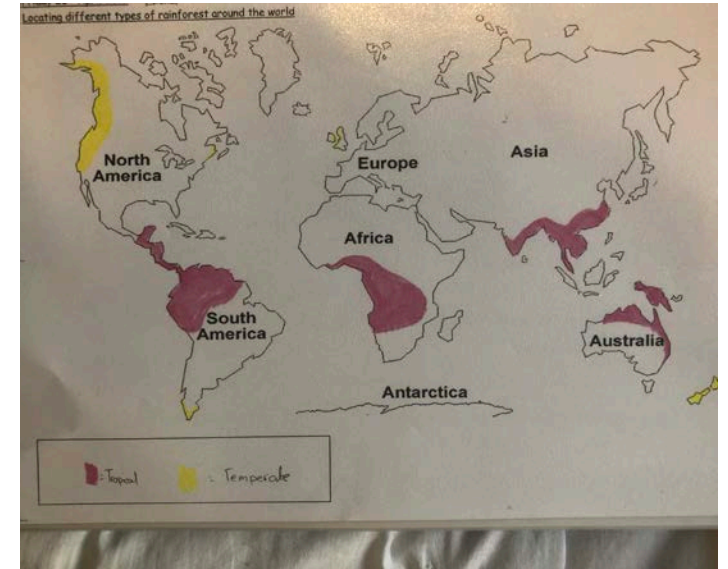 Locating different types of rainforest around the world
North
America
Europe
Asia
Africa
South
America
Australia
Antarctica
= Tropical
: Temperate